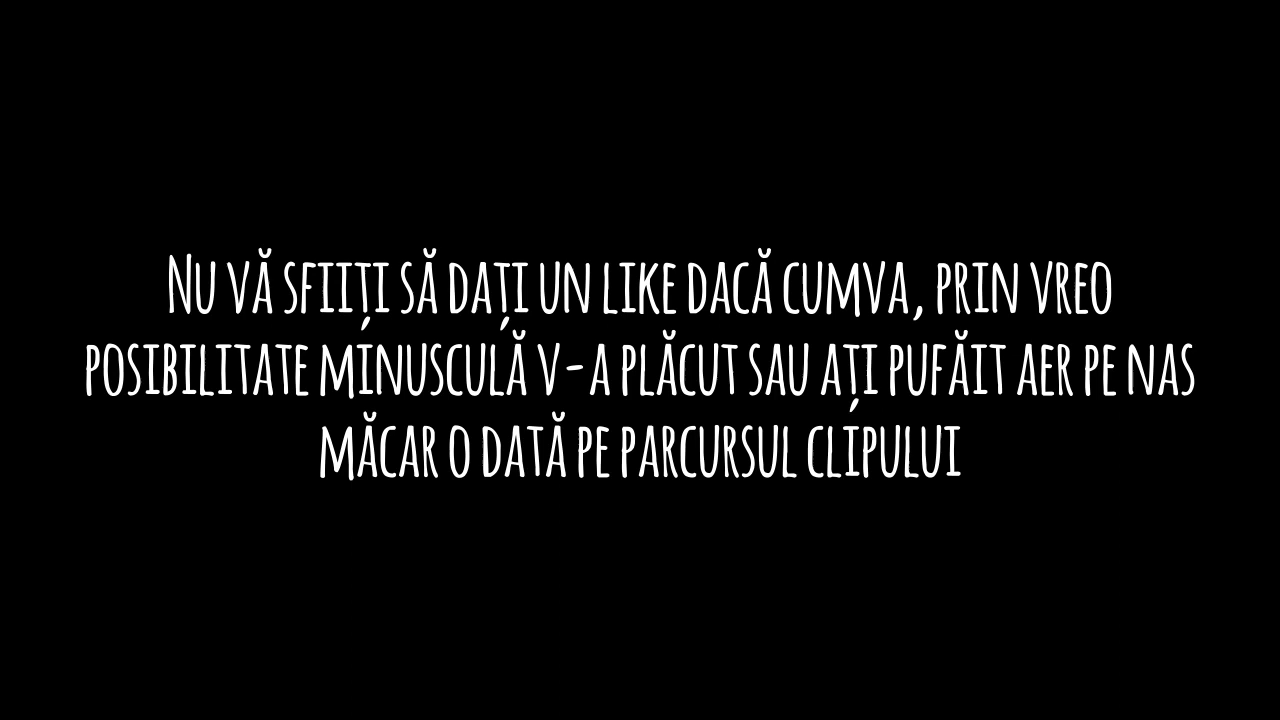 Nu vă sfiiți să dați un like dacă cumva, prin vreo
posibilitate minusculă v-a plăcut sau ați pufăit aer pe nas
măcar o dată pe parcursul clipului